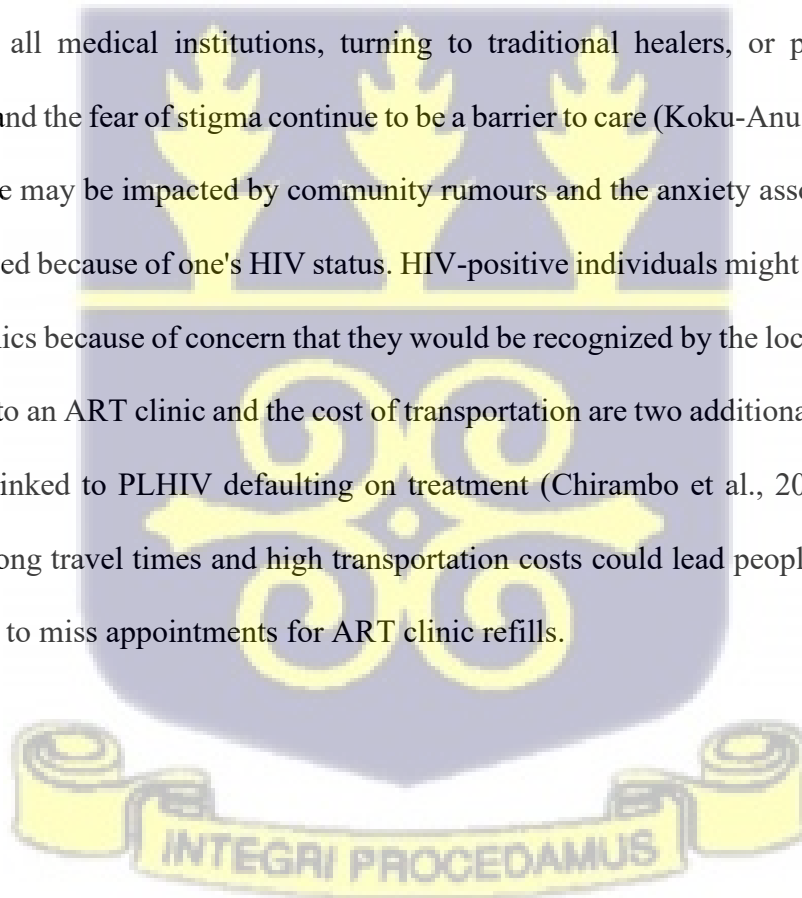 all medical institutions, turning to traditional healers, or p
and the fear of stigma continue to be a barrier to care (Koku-Anu
e may be impacted by community rumours and the anxiety asso
ed because of one's HIV status. HIV-positive individuals might
nics because of concern that they would be recognized by the loc
to an ART clinic and the cost of transportation are two additiona
linked to PLHIV defaulting on treatment (Chirambo et al., 20
ong travel times and high transportation costs could lead peopl
to miss appointments for ART clinic refills.
INTEGRI PROCEDAMUS